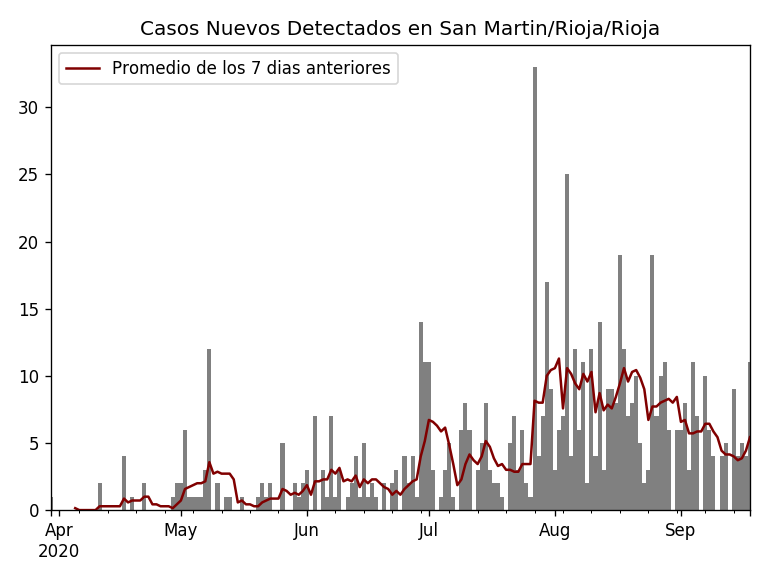 Casos Nuevos Detectados en San Martin/Rioja/Rioja
Promedio de los 7 dias anteriores
30
25
20
15
10
5
0
Apr May Jun Jul Aug Sep
2020